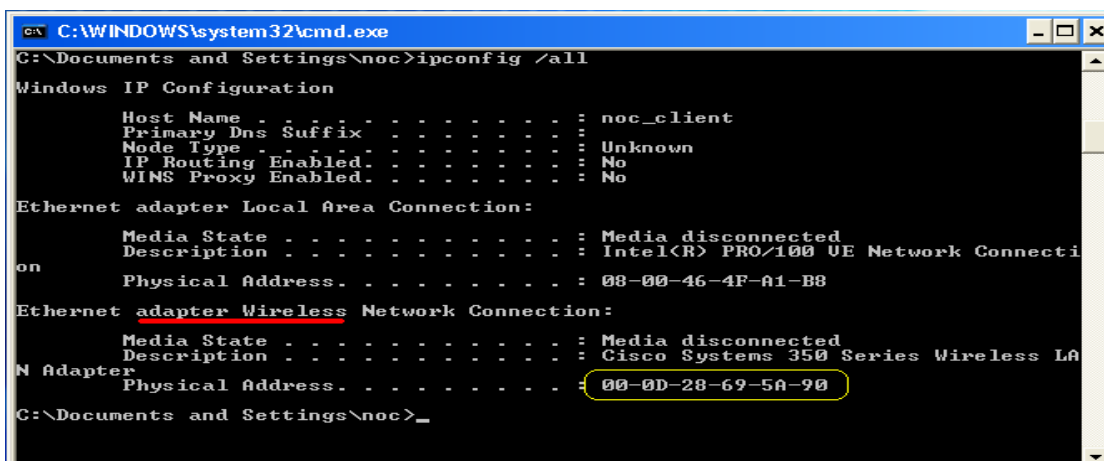 C:\WINDOWS\system32\cmd.exe
C:\Documents and Settings\noc>ipconfig /all
Windows IP Configuration
Host Name . . . . . . . . . . . . : noc_client
Primary Dns Suffix . . . . . . . :
Node Type . . . . . . . . . . . . : Unknown
IP Routing Enabled. . . . . . . . : No
WINS Proxy Enabled. . . . . . . . : No
Ethernet adapter Local Area Connection:
Media State . . . . . . . . . . . : Media disconnected
Description . . . . . . . . . . . : Intel(R) PRO/100 VE Network Connecti
on
Physical Address. . . . . . . . . : 08-00-46-4F-A1-B8
Ethernet adapter Wireless Network Connection:
Media State . . . . . . . . . . . : Media disconnected
Description . . . . . . . . . . . : Cisco Systems 350 Series Wireless LA
N Adapter
Physical Address. . . . . . . . . : 00-0D-28-69-5A-90
C:\Documents and Settings\noc>_